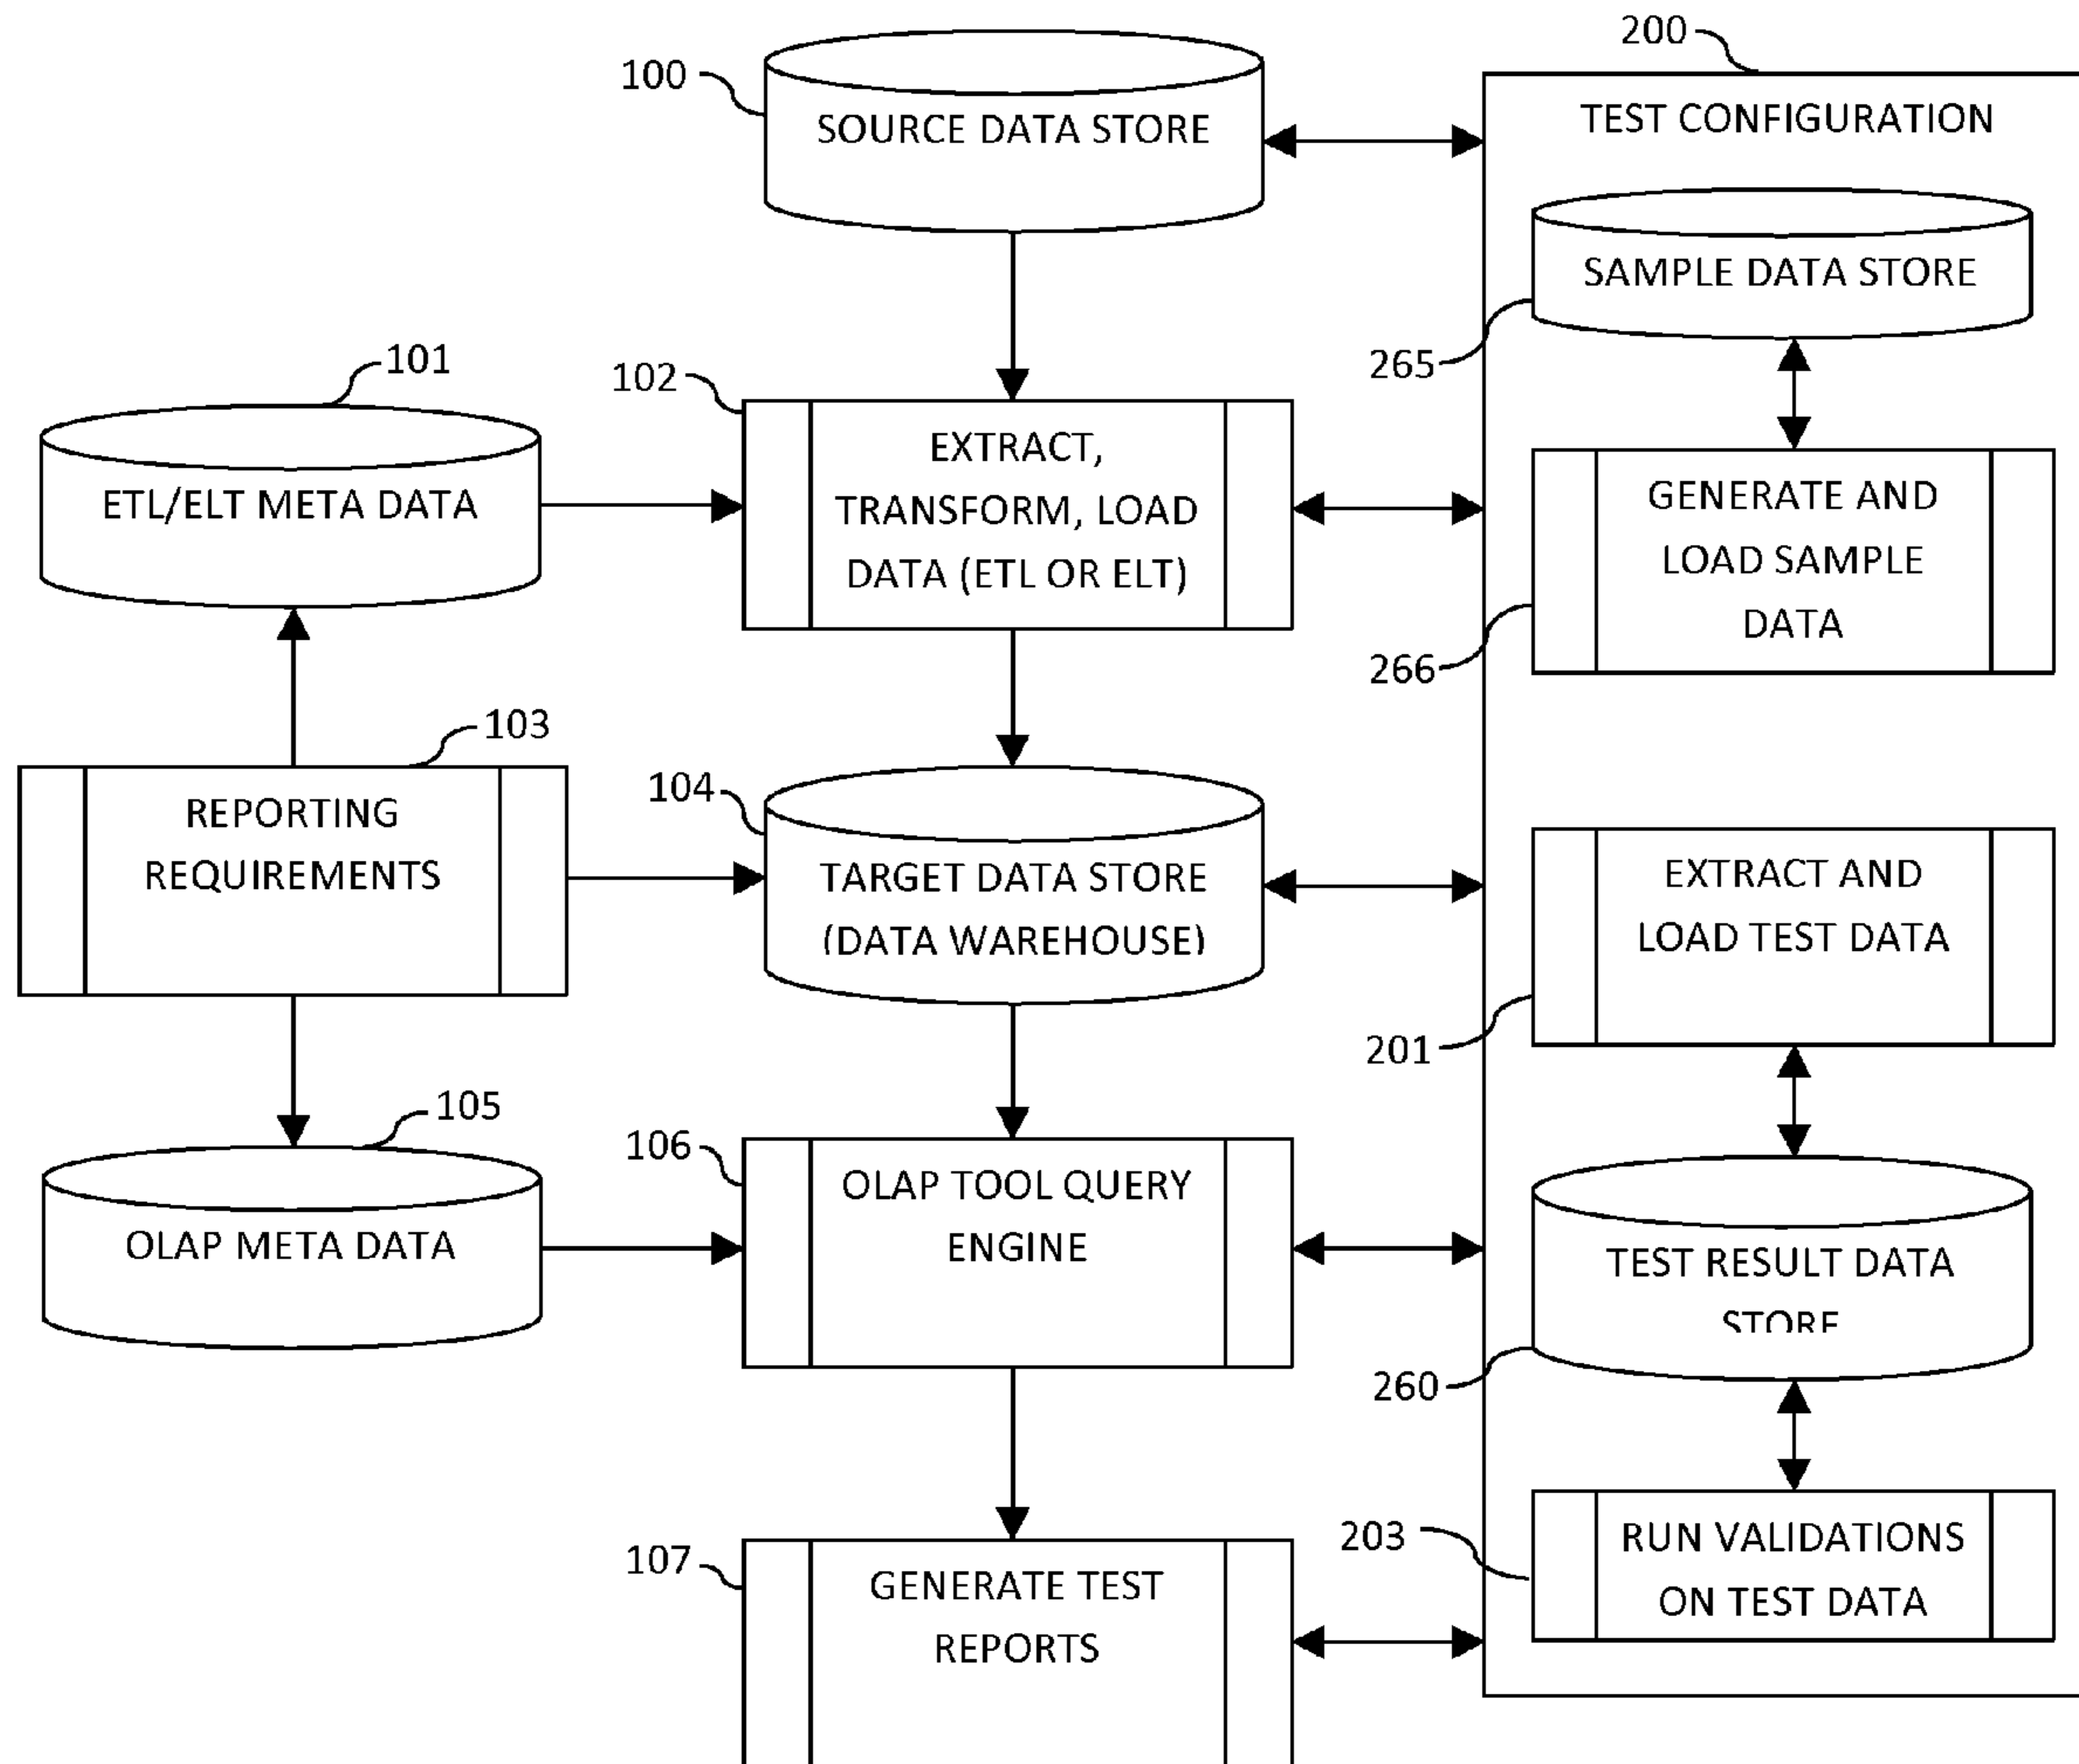 200
100
TEST CONFIGURATION
SOURCE DATA STORE
SAMPLE DATA STORE
265
101
102
ETL/ELT META DATA
EXTRACT,
TRANSFORM, LOAD
DATA (ETL OR ELT)
GENERATE AND
LOAD SAMPLE
DATA
266
103
REPORTING
REQUIREMENTS
104
TARGET DATA STORE
(DATA WAREHOUSE)
EXTRACT AND
LOAD TEST DATA
201
105
OLAP META DATA
106
OLAP TOOL QUERY
ENGINE
TEST RESULT DATA
STORE
260
107
GENERATE TEST
REPORTS
203
RUN VALIDATIONS
ON TEST DATA